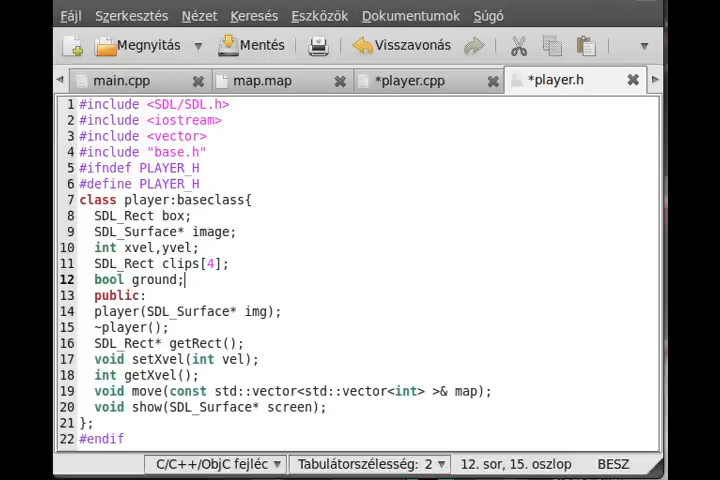 Fájl Szerkesztés Nézet Keresés Eszközök Dokumentumok Súgó
Megnyitás Mentés Visszavonás
main.cpp map.map *player.cpp *player.h
1 #include <SDL/SDL.h>
2 #include <iostream>
3 #include <vector>
4 #include "base.h"
5 #ifndef PLAYER_H
6 #define PLAYER_H
7 class player:baseclass{
8 SDL_Rect box;
9 SDL_Surface* image;
10 int xvel,yvel;
11 SDL_Rect clips[4];
12 bool ground;
13 public:
14 player(SDL_Surface* img);
15 ~player();
16 SDL_Rect* getRect();
17 void setXvel(int vel);
18 int getXvel();
19 void move(const std::vector<std::vector<int> >& map);
20 void show(SDL_Surface* screen);
21 };
22 #endif
C/C++/ObjC fejléc Tabulátorszélesség: 2 12. sor, 15. oszlop BESZ